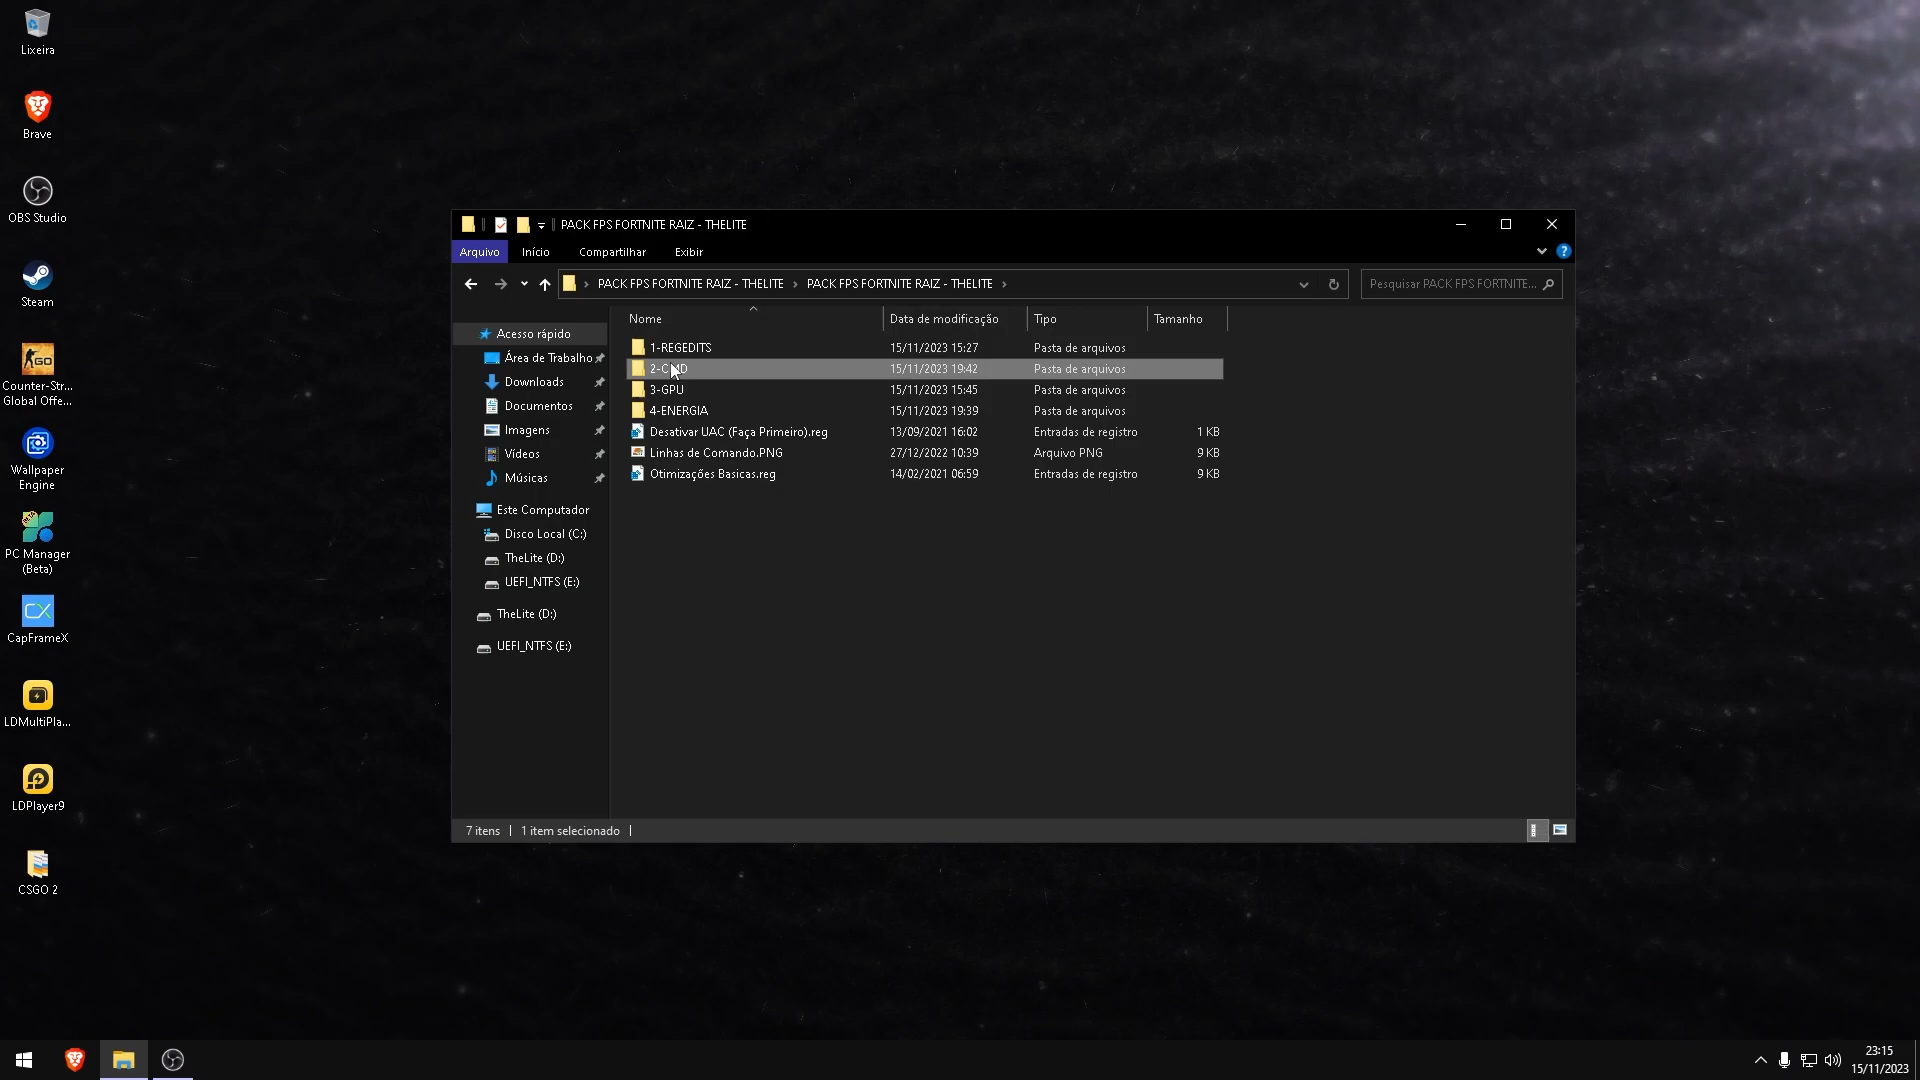 Lixeira
Brave
OBS Studio
Steam
Counter-Str...
Global Offe...
Wallpaper
Engine
PC Manager
(Beta)
CapFrameX
LDMultiPla...
LDPlayer9
CSGO 2
PACK FPS FORTNITE RAIZ - THELITE
Arquivo Início Compartilhar Exibir
PACK FPS FORTNITE RAIZ - THELITE › PACK FPS FORTNITE RAIZ - THELITE ›
Pesquisar PACK FPS FORTNITE...
Acesso rápido
Área de Trabalho
Downloads
Documentos
Imagens
Vídeos
Músicas
Este Computador
Disco Local (C:)
TheLite (D:)
UEFI_NTFS (E:)
TheLite (D:)
UEFI_NTFS (E:)
Nome Data de modificação Tipo Tamanho
1-REGEDITS 15/11/2023 15:27 Pasta de arquivos
2-CMD 15/11/2023 19:42 Pasta de arquivos
3-GPU 15/11/2023 15:45 Pasta de arquivos
4-ENERGIA 15/11/2023 19:39 Pasta de arquivos
Desativar UAC (Faça Primeiro).reg 13/09/2021 16:02 Entradas de registro 1 KB
Linhas de Comando.PNG 27/12/2022 10:39 Arquivo PNG 9 KB
Otimizações Basicas.reg 14/02/2021 06:59 Entradas de registro 9 KB
7 itens 1 item selecionado
23:15
15/11/2023